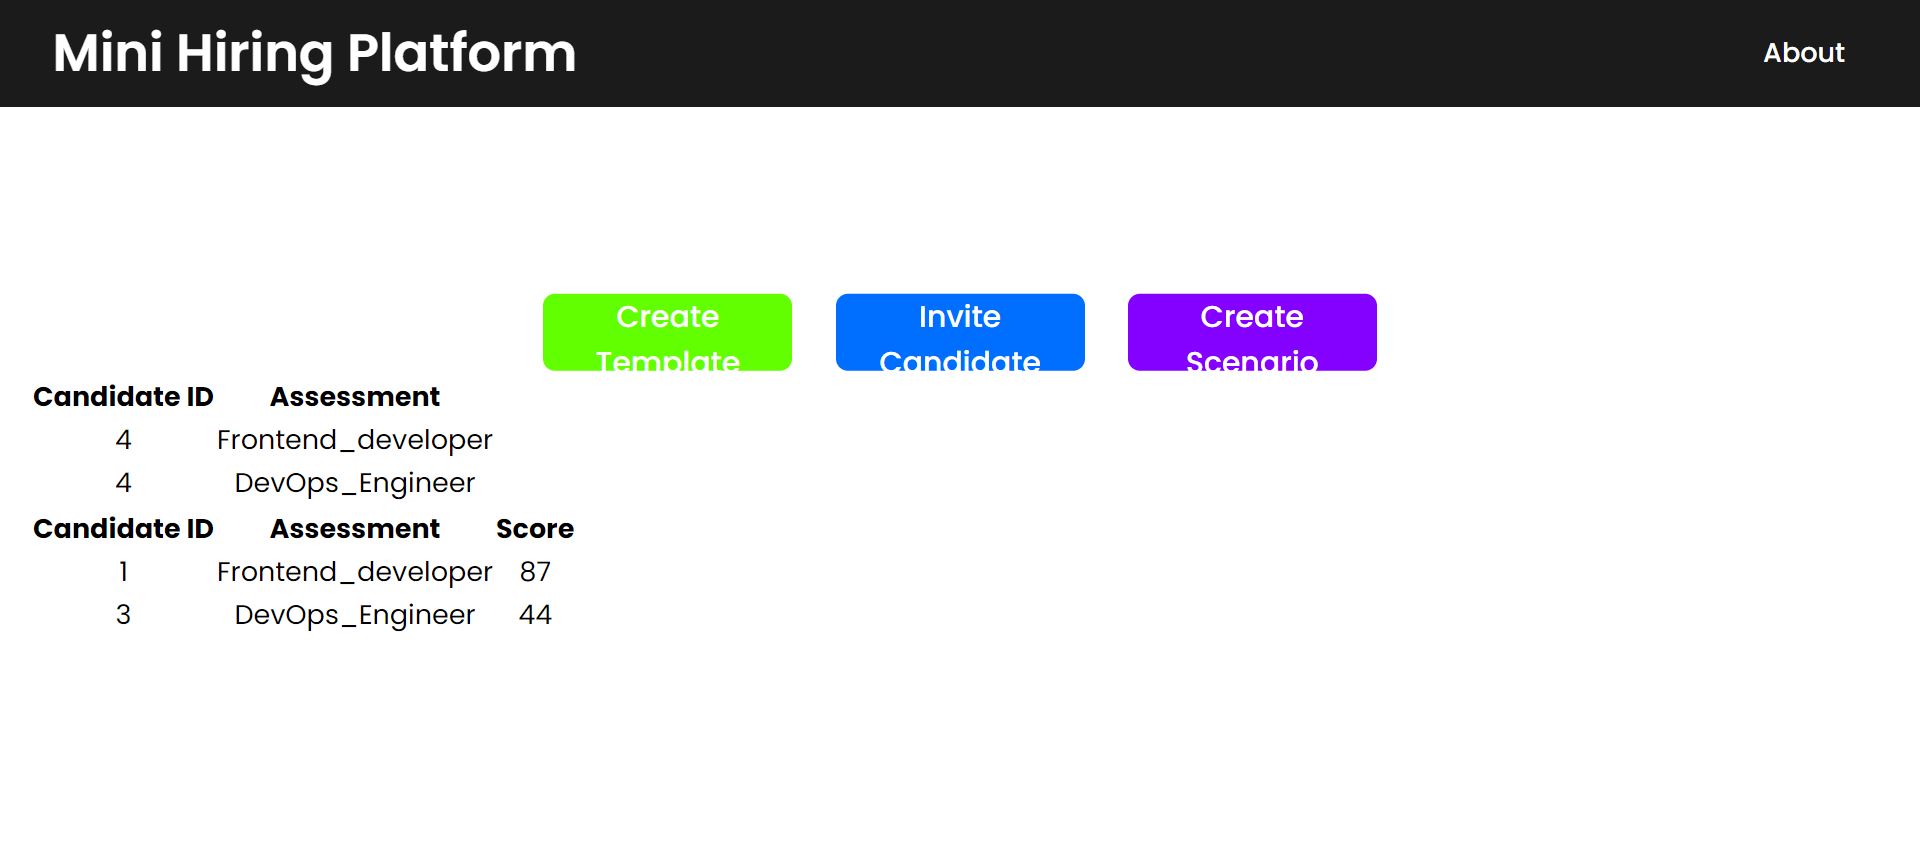 Mini Hiring Platform
About
Create
Template
Invite
Candidate
Create
Scenario
Candidate ID Assessment
4 Frontend_developer
4 DevOps_Engineer
Candidate ID Assessment Score
1 Frontend_developer 87
3 DevOps_Engineer 44